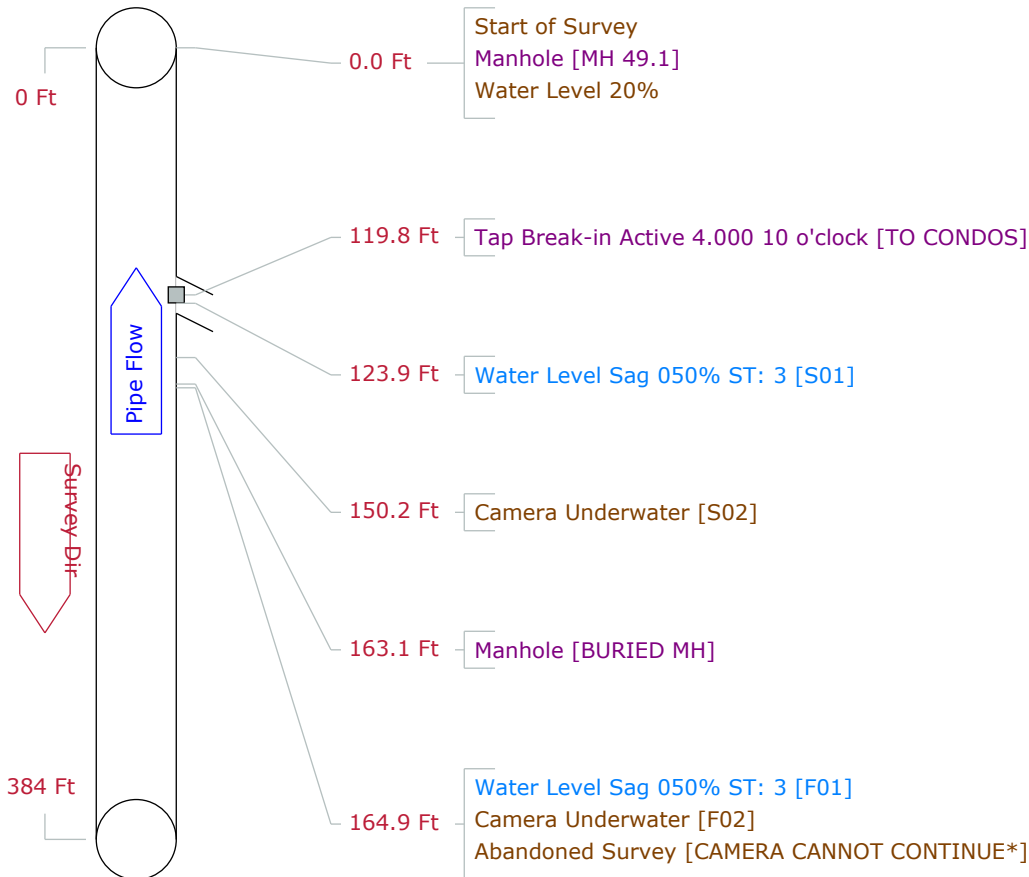 Start of Survey
0.0 Ft
Manhole [MH 49.1]
Water Level 20%
0 Ft
119.8 Ft
Tap Break-in Active 4.000 10 o'clock [TO CONDOS]
Pipe Flow
123.9 Ft
Water Level Sag 050% ST: 3 [S01]
Survey Dir
150.2 Ft
Camera Underwater [S02]
163.1 Ft
Manhole [BURIED MH]
384 Ft
164.9 Ft
Water Level Sag 050% ST: 3 [F01]
Camera Underwater [F02]
Abandoned Survey [CAMERA CANNOT CONTINUE*]